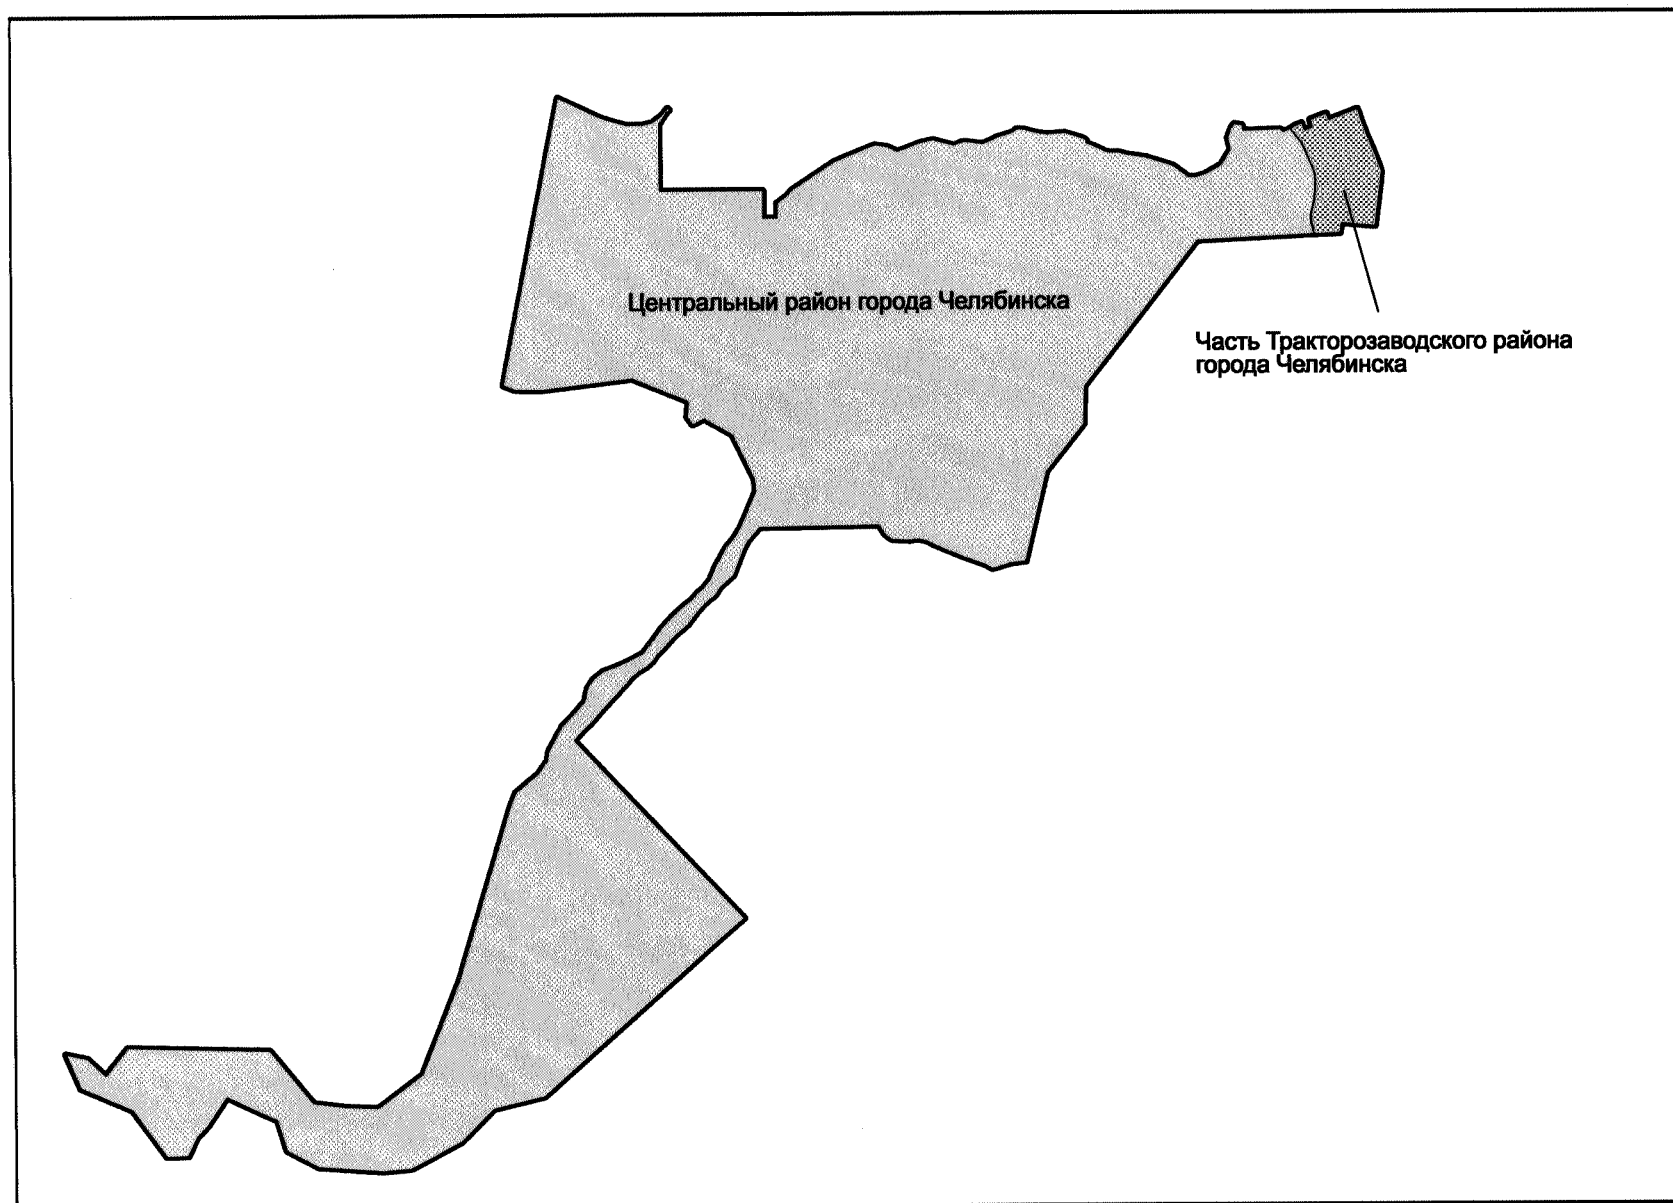 Центральный район города Челябинска
Часть Тракторозаводского района
города Челябинска